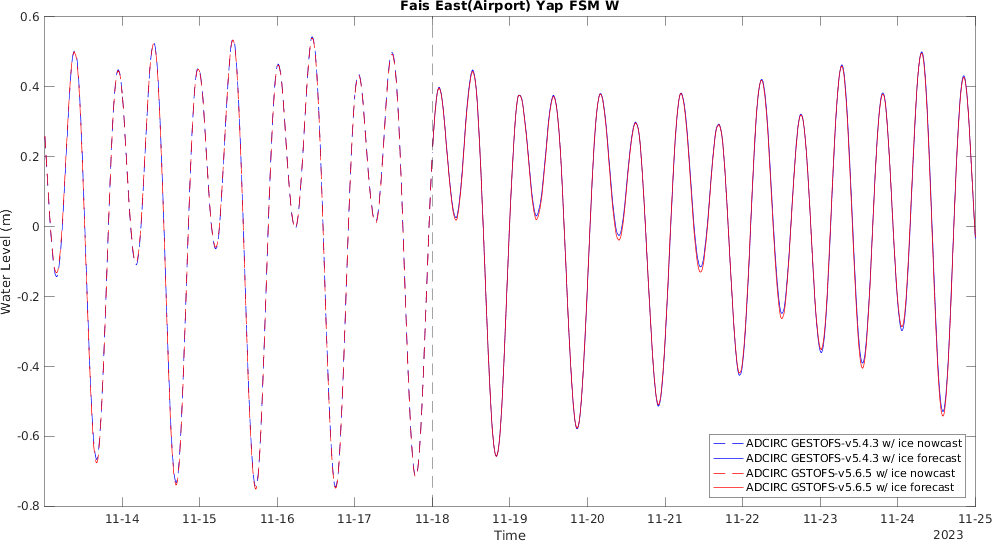 Fais East(Airport) Yap FSM W
0.6
0.4
0.2
0
-0.2
-0.4
-0.6
-0.8
Water Level (m)
11-14 11-15 11-16 11-17 11-18 11-19 11-20 11-21 11-22 11-23 11-24 11-25
Time
2023
ADCIRC GESTOFS-v5.4.3 w/ ice nowcast
ADCIRC GESTOFS-v5.4.3 w/ ice forecast
ADCIRC GSTOFS-v5.6.5 w/ ice nowcast
ADCIRC GSTOFS-v5.6.5 w/ ice forecast